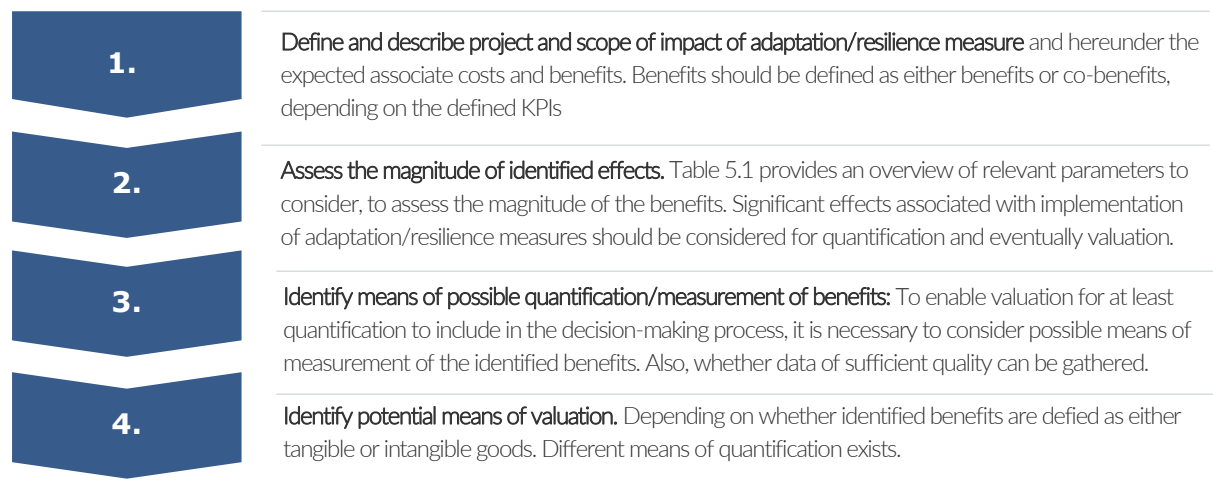 1.
Define and describe project and scope of impact of adaptation/resilience measure and hereunder the
expected associate costs and benefits. Benefits should be defined as either benefits or co-benefits,
depending on the defined KPIs
2.
Assess the magnitude of identified effects. Table 5.1 provides an overview of relevant parameters to
consider, to assess the magnitude of the benefits. Significant effects associated with implementation
of adaptation/resilience measures should be considered for quantification and eventually valuation.
3.
Identify means of possible quantification/measurement of benefits: To enable valuation for at least
quantification to include in the decision-making process, it is necessary to consider possible means of
measurement of the identified benefits. Also, whether data of sufficient quality can be gathered.
4.
Identify potential means of valuation. Depending on whether identified benefits are defied as either
tangible or intangible goods. Different means of quantification exists.